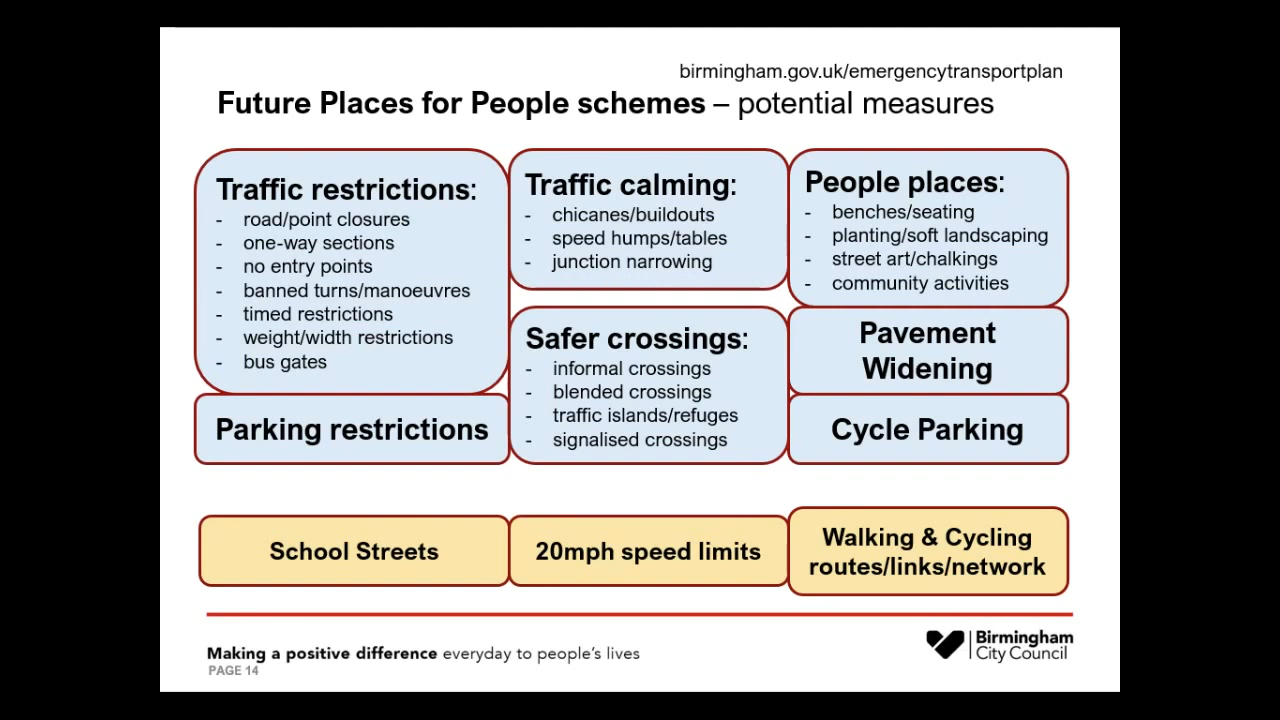 birmingham.gov.uk/emergencytransportplan
Future Places for People schemes – potential measures
Traffic restrictions:
- road/point closures
- one-way sections
- no entry points
- banned turns/manoeuvres
- timed restrictions
- weight/width restrictions
- bus gates
Parking restrictions
Traffic calming:
- chicanes/buildouts
- speed humps/tables
- junction narrowing
Safer crossings:
- informal crossings
- blended crossings
- traffic islands/refuges
- signalised crossings
People places:
- benches/seating
- planting/soft landscaping
- street art/chalkings
- community activities
Pavement
Widening
Cycle Parking
School Streets
20mph speed limits
Walking & Cycling
routes/links/network
Making a positive difference everyday to people's lives
PAGE 14
Birmingham
City Council